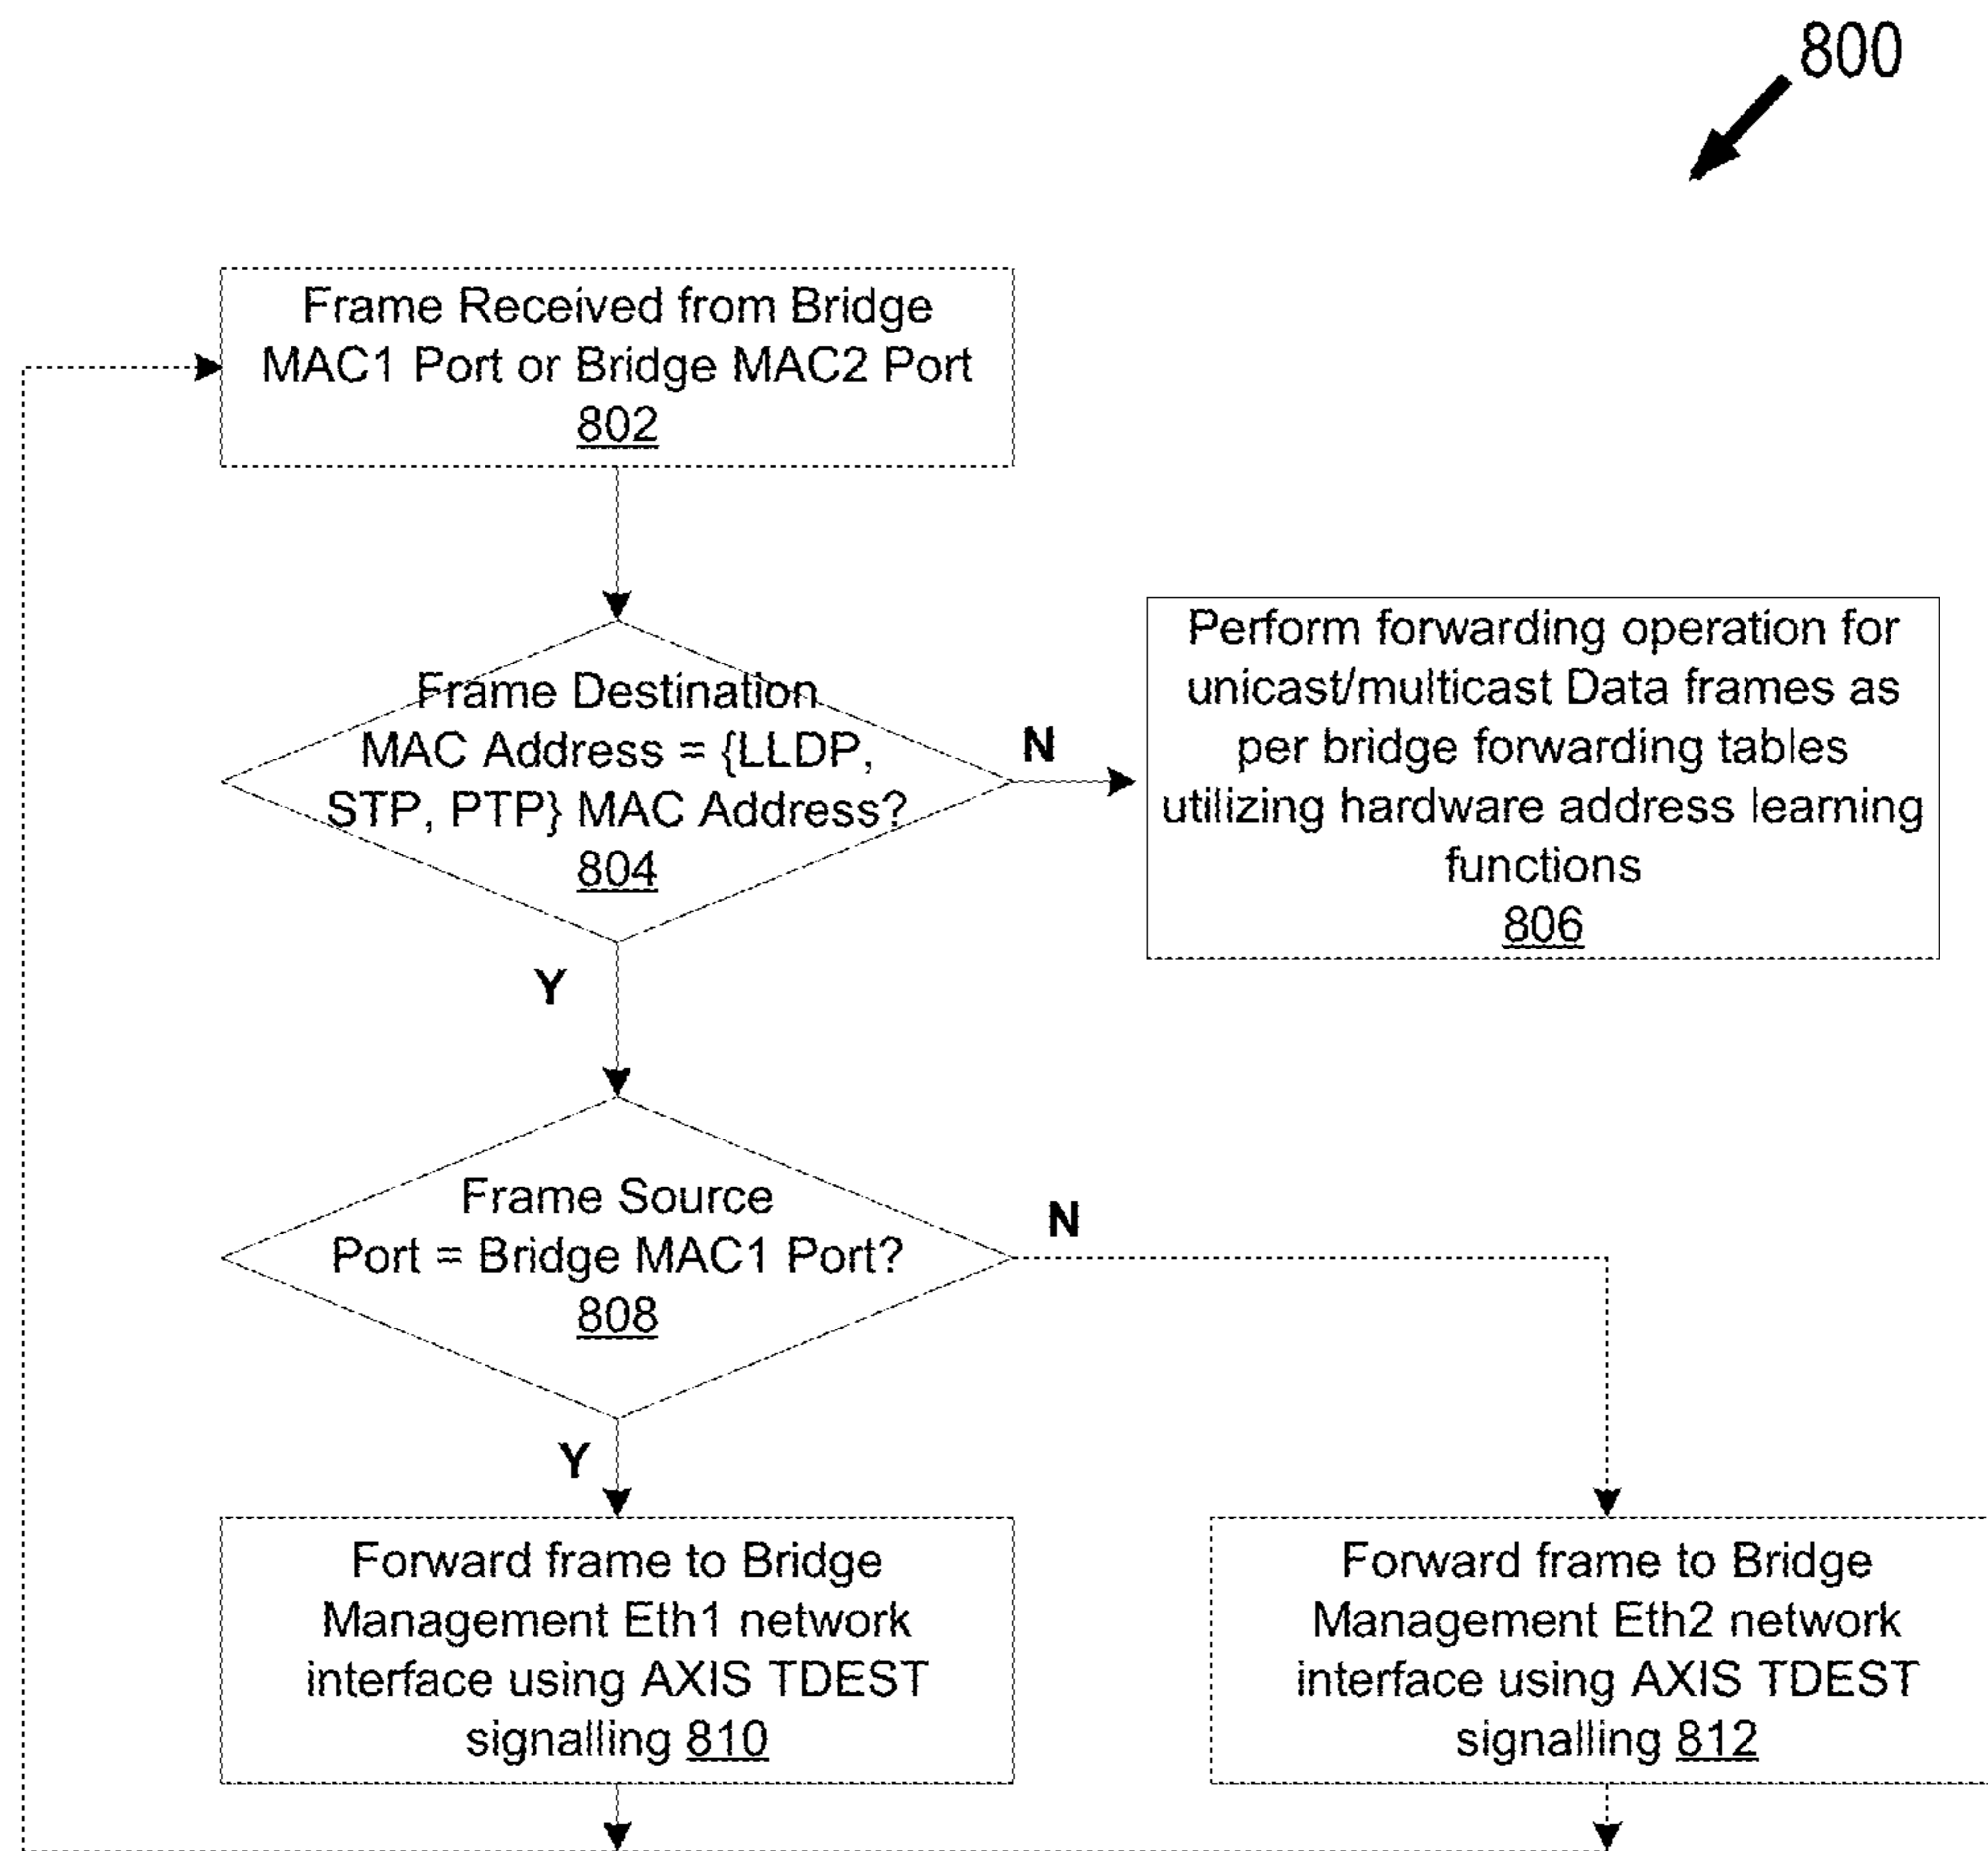 800
Frame Received from Bridge
MAC1 Port or Bridge MAC2 Port
802
Frame Destination
MAC Address = {LLDP,
STP, PTP} MAC Address?
804
N
Perform forwarding operation for
unicast/multicast Data frames as
per bridge forwarding tables
utilizing hardware address learning
functions
806
Y
Frame Source
Port = Bridge MAC1 Port?
808
N
Y
Forward frame to Bridge
Management Eth1 network
interface using AXIS TDEST
signalling 810
Forward frame to Bridge
Management Eth2 network
interface using AXIS TDEST
signalling 812